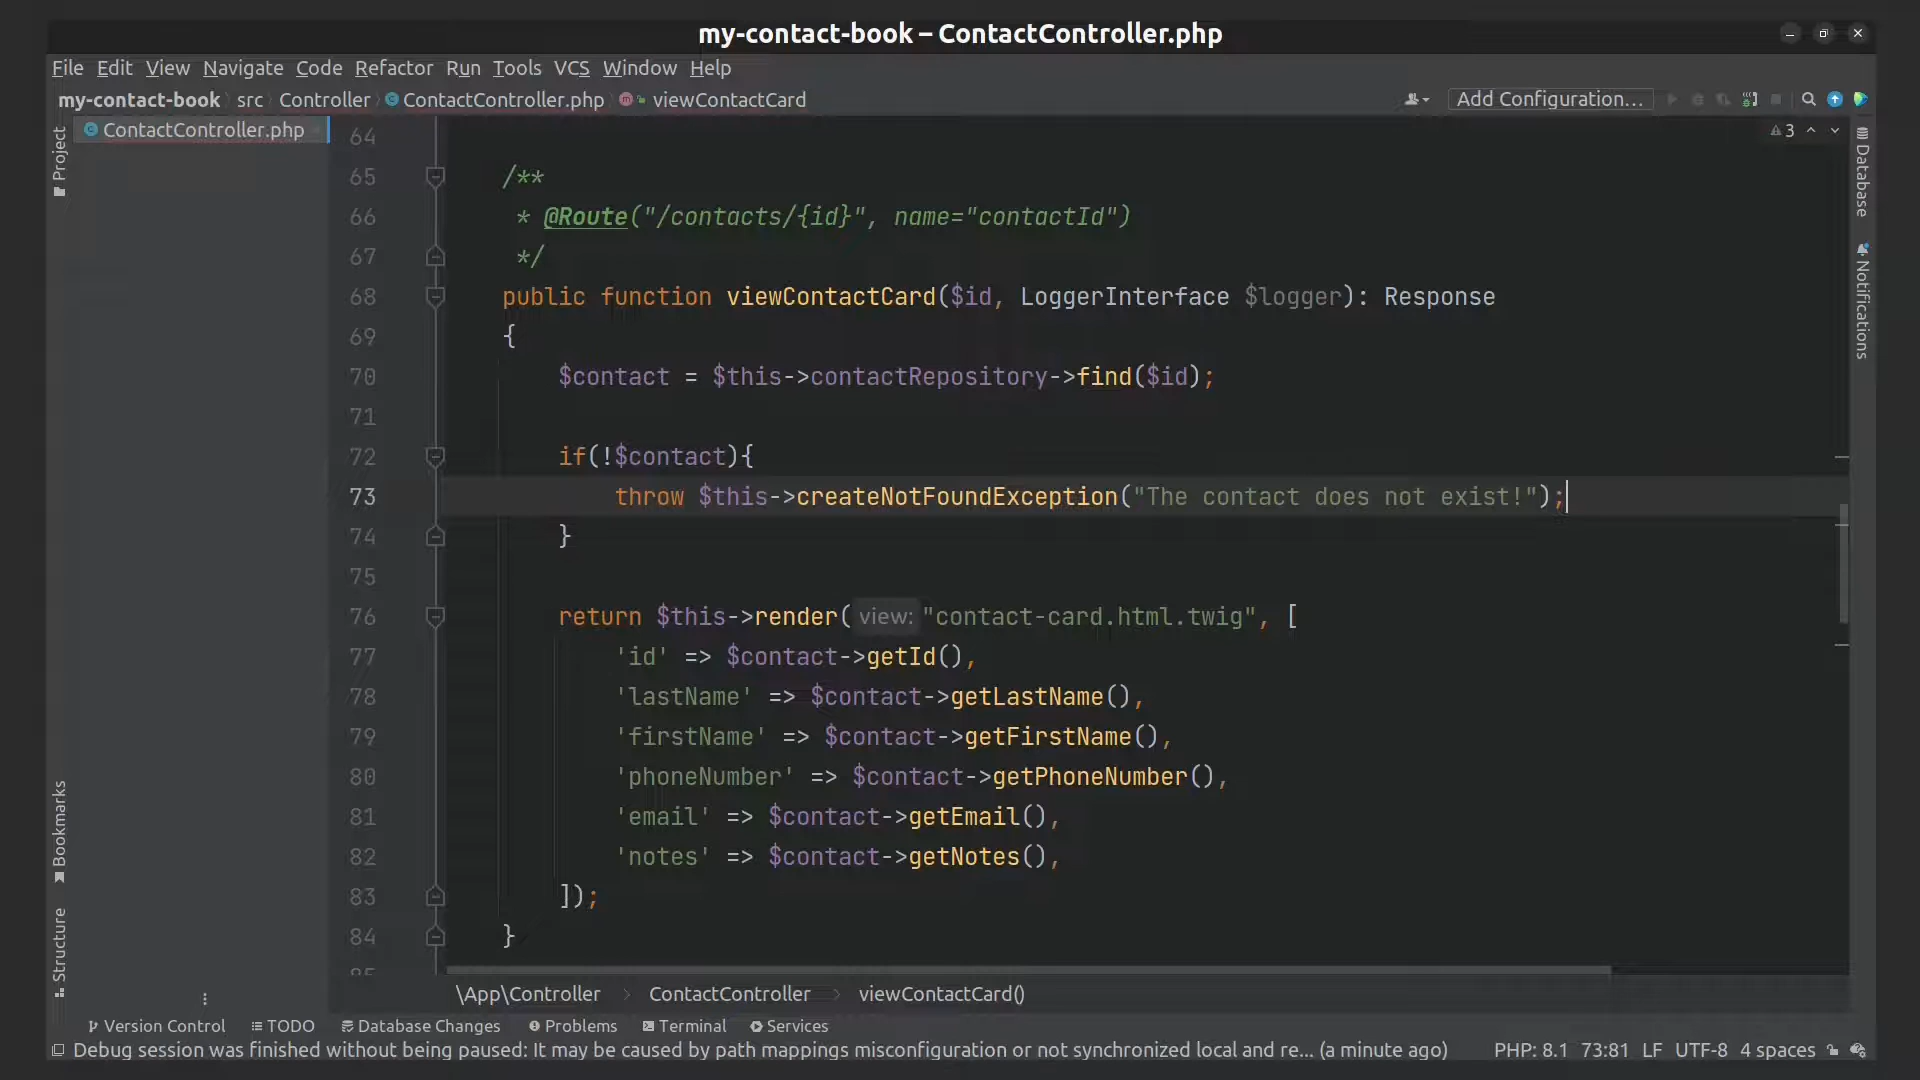 my-contact-book – ContactController.php
File Edit View Navigate Code Refactor Run Tools VCS Window Help
my-contact-book src Controller ContactController.php viewContactCard
Add Configuration...
Project
ContactController.php
3
Database
Notifications
64
65 /**
66 * @Route("/contacts/{id}", name="contactId")
67 */
68 public function viewContactCard($id, LoggerInterface $logger): Response
69 {
70 $contact = $this->contactRepository->find($id);
71
72 if(!$contact){
73 throw $this->createNotFoundException("The contact does not exist!");
74 }
75
76 return $this->render( view: "contact-card.html.twig", [
77 'id' => $contact->getId(),
78 'lastName' => $contact->getLastName(),
79 'firstName' => $contact->getFirstName(),
80 'phoneNumber' => $contact->getPhoneNumber(),
81 'email' => $contact->getEmail(),
82 'notes' => $contact->getNotes(),
83 ]);
84 }
Bookmarks
Structure
\App\Controller ContactController viewContactCard()
Version Control TODO Database Changes Problems Terminal Services
Debug session was finished without being paused: It may be caused by path mappings misconfiguration or not synchronized local and re... (a minute ago) PHP: 8.1 73:81 LF UTF-8 4 spaces